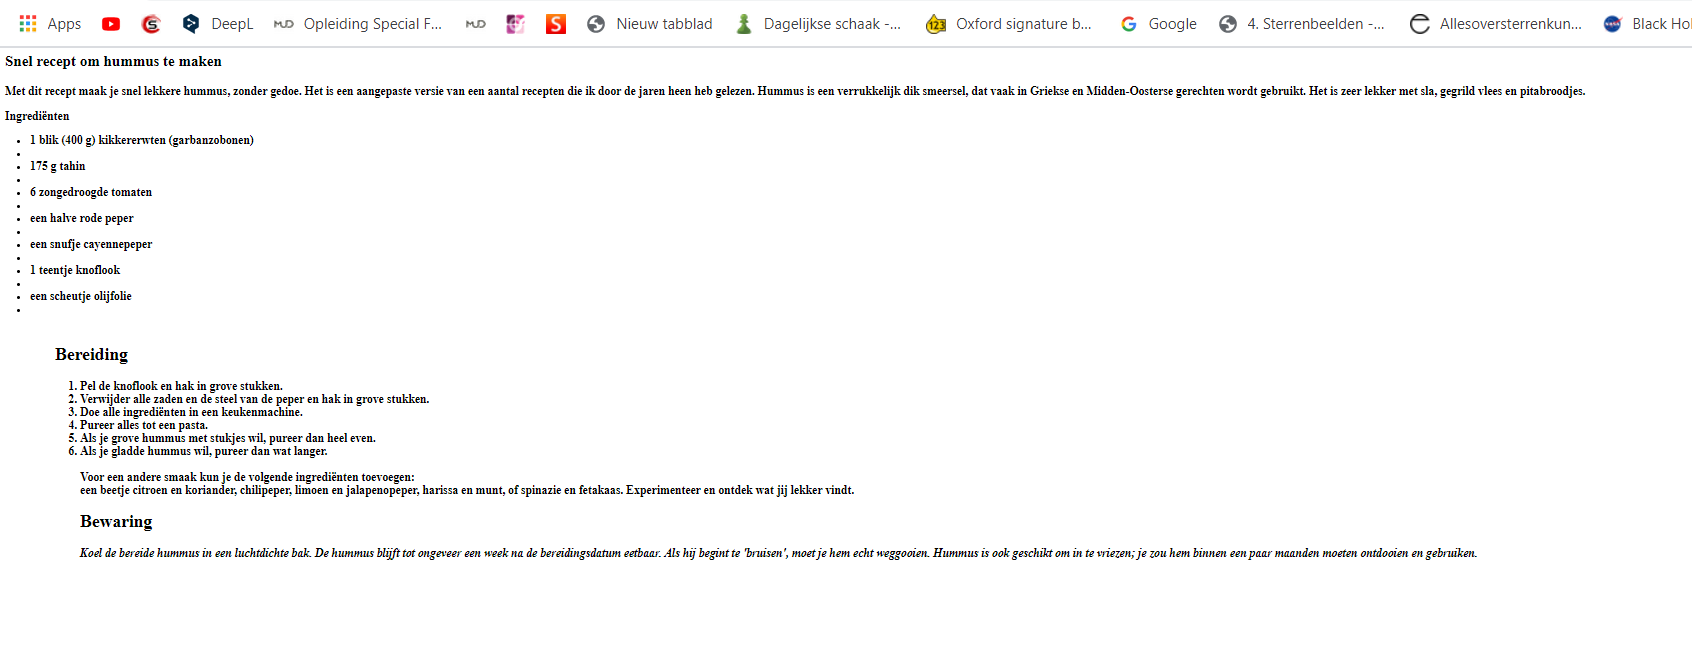 Apps DeepL MJD Opleiding Special F... MJD Nieuw tabblad Dagelijkse schaak -... 123 Oxford signature b... Google 4. Sterrenbeelden -... Allesoversterrenkun... Black Ho
Snel recept om hummus te maken
Met dit recept maak je snel lekkere hummus, zonder gedoe. Het is een aangepaste versie van een aantal recepten die ik door de jaren heen heb gelezen. Hummus is een verrukkelijk dik smeersel, dat vaak in Griekse en Midden-Oosterse gerechten wordt gebruikt. Het is zeer lekker met sla, gegrild vlees en pitabroodjes.
Ingrediënten
1 blik (400 g) kikkererwten (garbanzobonen)
175 g tahin
6 zongedroogde tomaten
een halve rode peper
een snufje cayennepeper
1 teentje knoflook
een scheutje olijfolie
Bereiding
1. Pel de knoflook en hak in grove stukken.
2. Verwijder alle zaden en de steel van de peper en hak in grove stukken.
3. Doe alle ingrediënten in een keukenmachine.
4. Pureer alles tot een pasta.
5. Als je grove hummus met stukjes wil, pureer dan heel even.
6. Als je gladde hummus wil, pureer dan wat langer.
Voor een andere smaak kun je de volgende ingrediënten toevoegen:
een beetje citroen en koriander, chilipeper, limoen en jalapenopeper, harissa en munt, of spinazie en fetakaas. Experimenteer en ontdek wat jij lekker vindt.
Bewaring
Koel de bereide hummus in een luchtdichte bak. De hummus blijft tot ongeveer een week na de bereidingsdatum eetbaar. Als hij begint te 'bruisen', moet je hem echt weggooien. Hummus is ook geschikt om in te vriezen; je zou hem binnen een paar maanden moeten ontdooien en gebruiken.